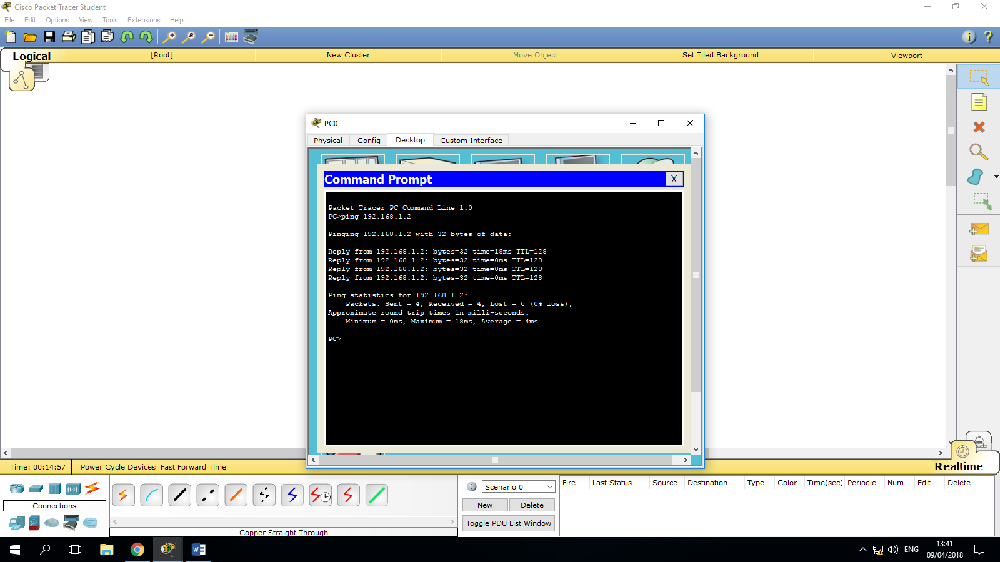 Cisco Packet Tracer Student
File Edit Options View Tools Extensions Help
Logical [Root] New Cluster Move Object Set Tiled Background Viewport
PC0
Physical Config Desktop Custom Interface
Command Prompt X
Packet Tracer PC Command Line 1.0
PC>ping 192.168.1.2
Pinging 192.168.1.2 with 32 bytes of data:
Reply from 192.168.1.2: bytes=32 time=18ms TTL=128
Reply from 192.168.1.2: bytes=32 time=0ms TTL=128
Reply from 192.168.1.2: bytes=32 time=0ms TTL=128
Reply from 192.168.1.2: bytes=32 time=0ms TTL=128
Ping statistics for 192.168.1.2:
Packets: Sent = 4, Received = 4, Lost = 0 (0% loss),
Approximate round trip times in milli-seconds:
Minimum = 0ms, Maximum = 18ms, Average = 4ms
PC>
Time: 00:14:57 Power Cycle Devices Fast Forward Time Realtime
Connections
Copper Straight-Through
Scenario 0
New Delete
Toggle PDU List Window
Fire Last Status Source Destination Type Color Time(sec) Periodic Num Edit Delete
ENG 13:41
09/04/2018